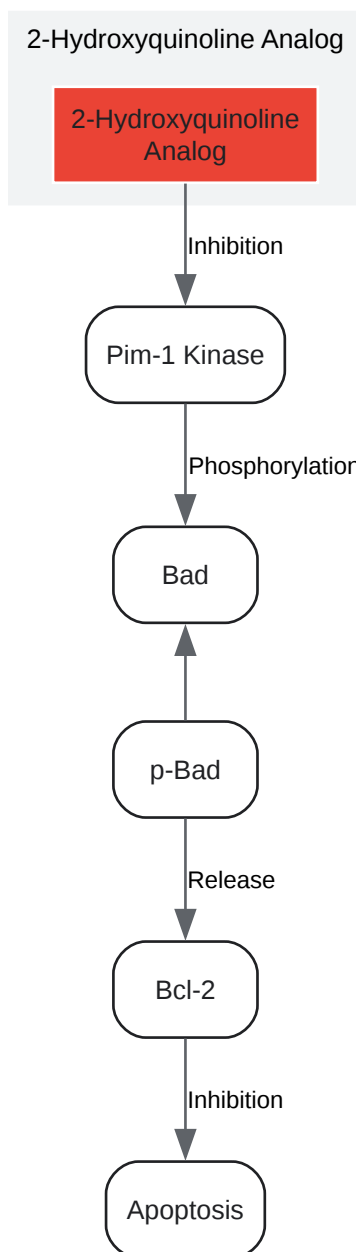 2-Hydroxyquinoline Analog
2-Hydroxyquinoline
Analog
Inhibition
Pim-1 Kinase
Phosphorylation
Bad
p-Bad
Release
Bcl-2
Inhibition
Apoptosis